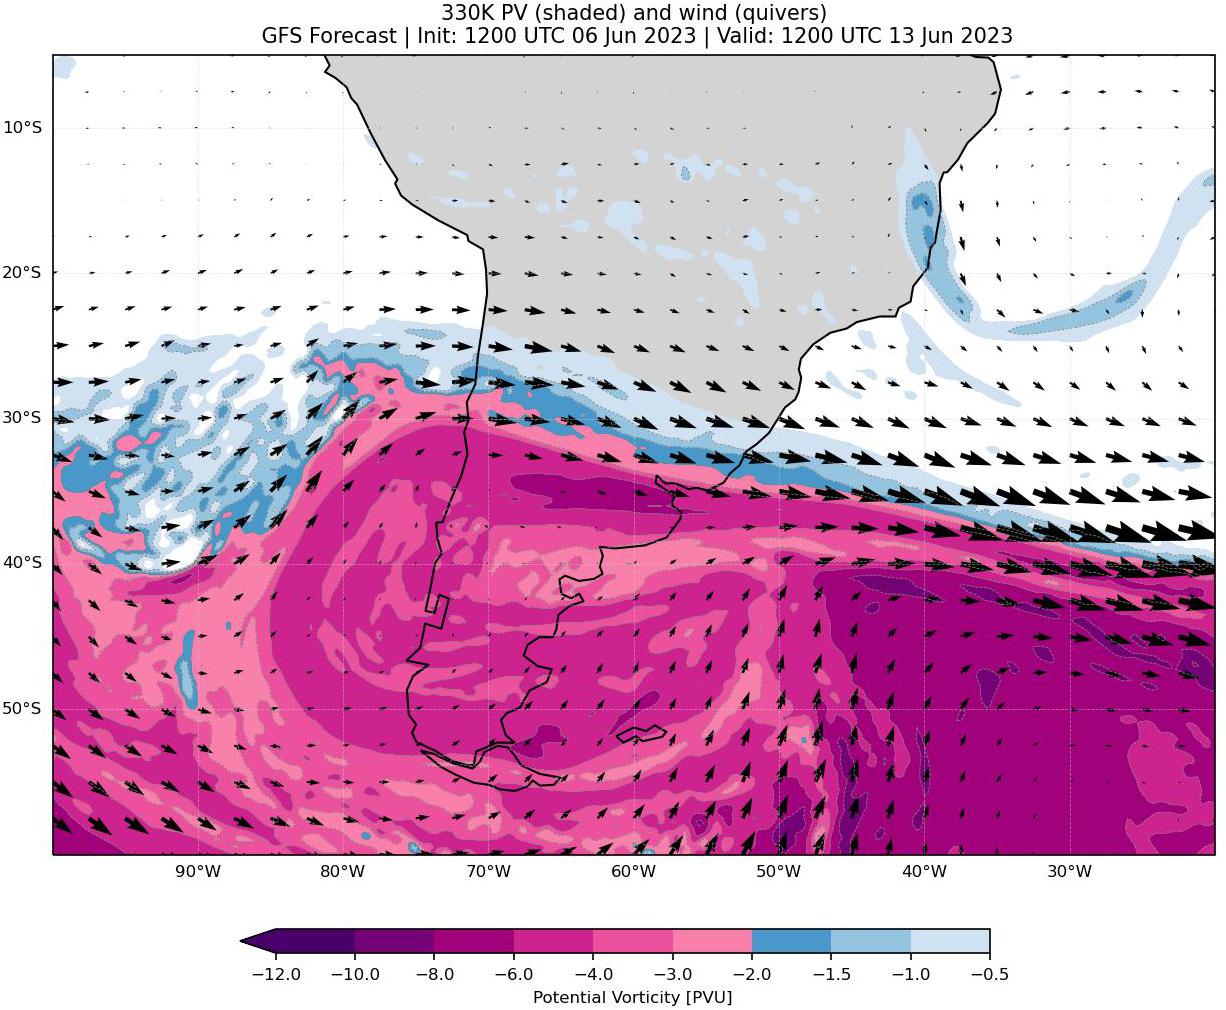 330K PV (shaded) and wind (quivers)
GFS Forecast | Init: 1200 UTC 06 Jun 2023 | Valid: 1200 UTC 13 Jun 2023
10°S
20°S
30°S
40°S
50°S
90°W 80°W 70°W 60°W 50°W 40°W 30°W
−12.0 −10.0 −8.0 −6.0 −4.0 −3.0 −2.0 −1.5 −1.0 −0.5
Potential Vorticity [PVU]